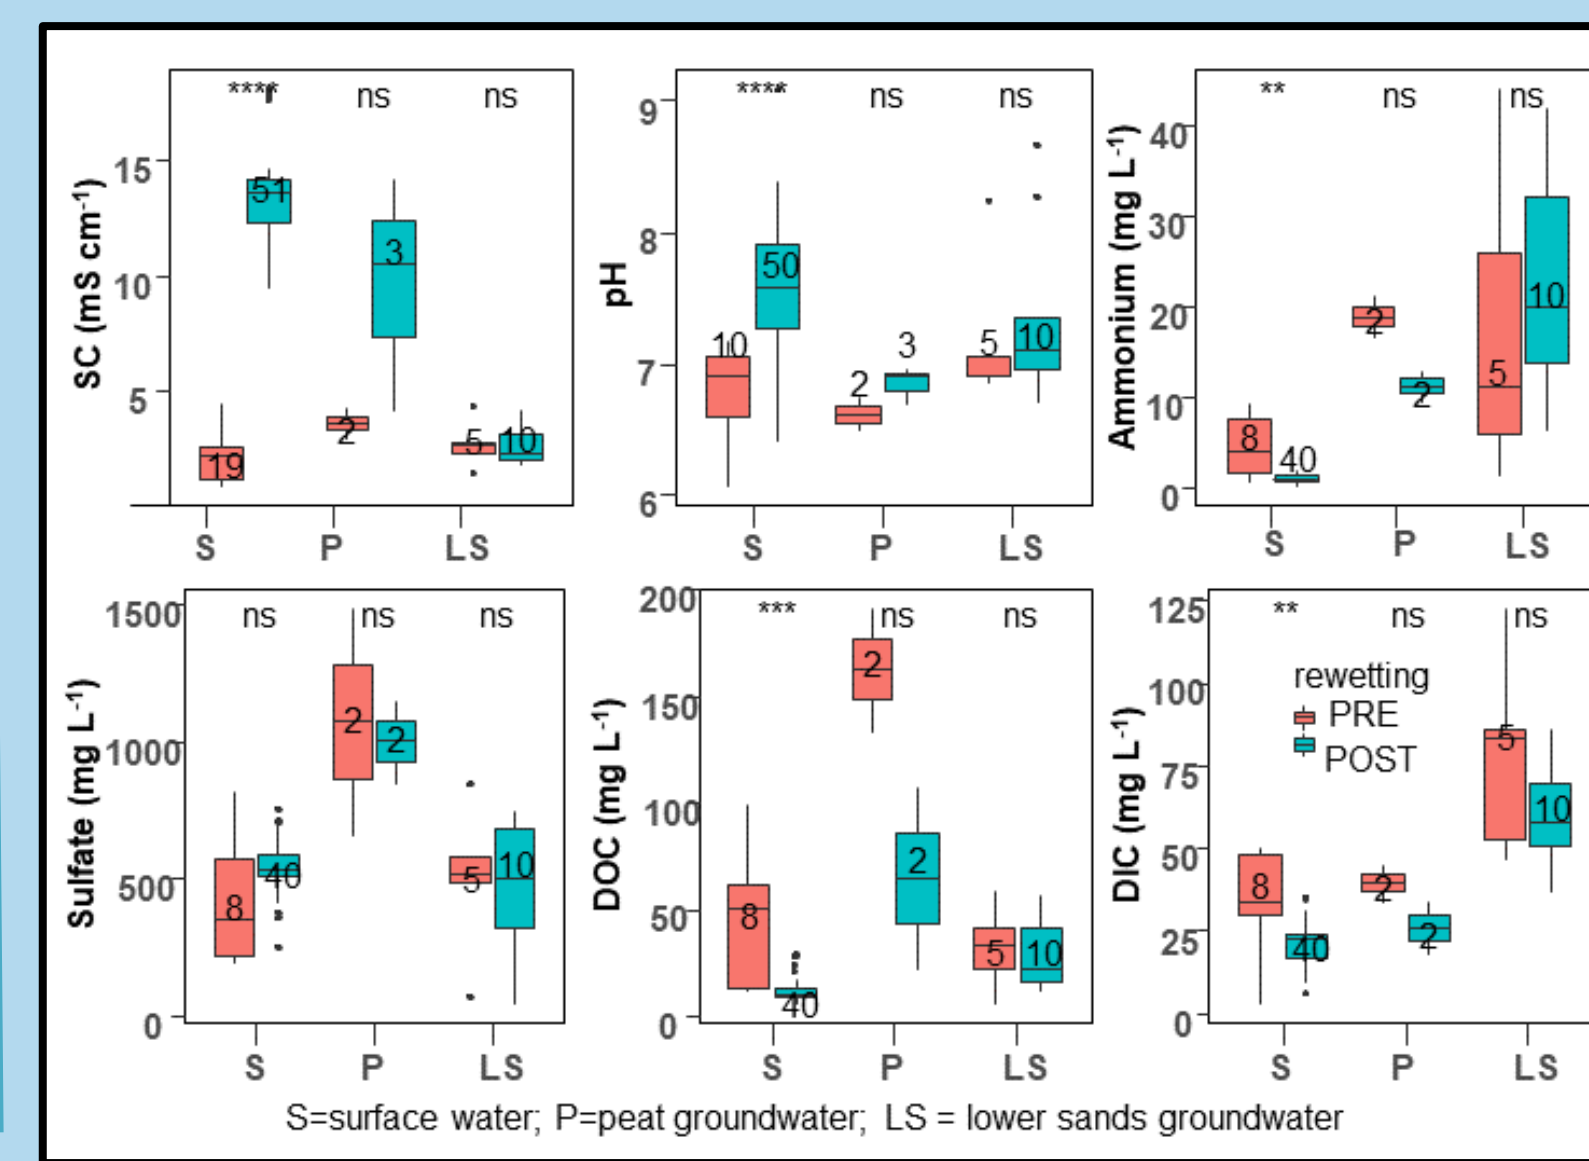 **** ns ns
SC (mS cm-1)
15
10
5
19 51 2 3 5 10
S P LS
**** ns ns
pH
9
8
7
6
10 50 2 3 5 10
S P LS
** ns ns
Ammonium (mg L-1)
40
30
20
10
0
8 40 2 2 5 10
S P LS
ns ns ns
Sulfate (mg L-1)
1500
1000
500
0
8 40 2 2 5 10
S P LS
*** ns ns
DOC (mg L-1)
200
150
100
50
0
8 40 2 2 5 10
S P LS
** ns ns
DIC (mg L-1)
125
100
75
50
25
0
rewetting
PRE
POST
8 40 2 2 5 10
S P LS
S=surface water; P=peat groundwater; LS = lower sands groundwater